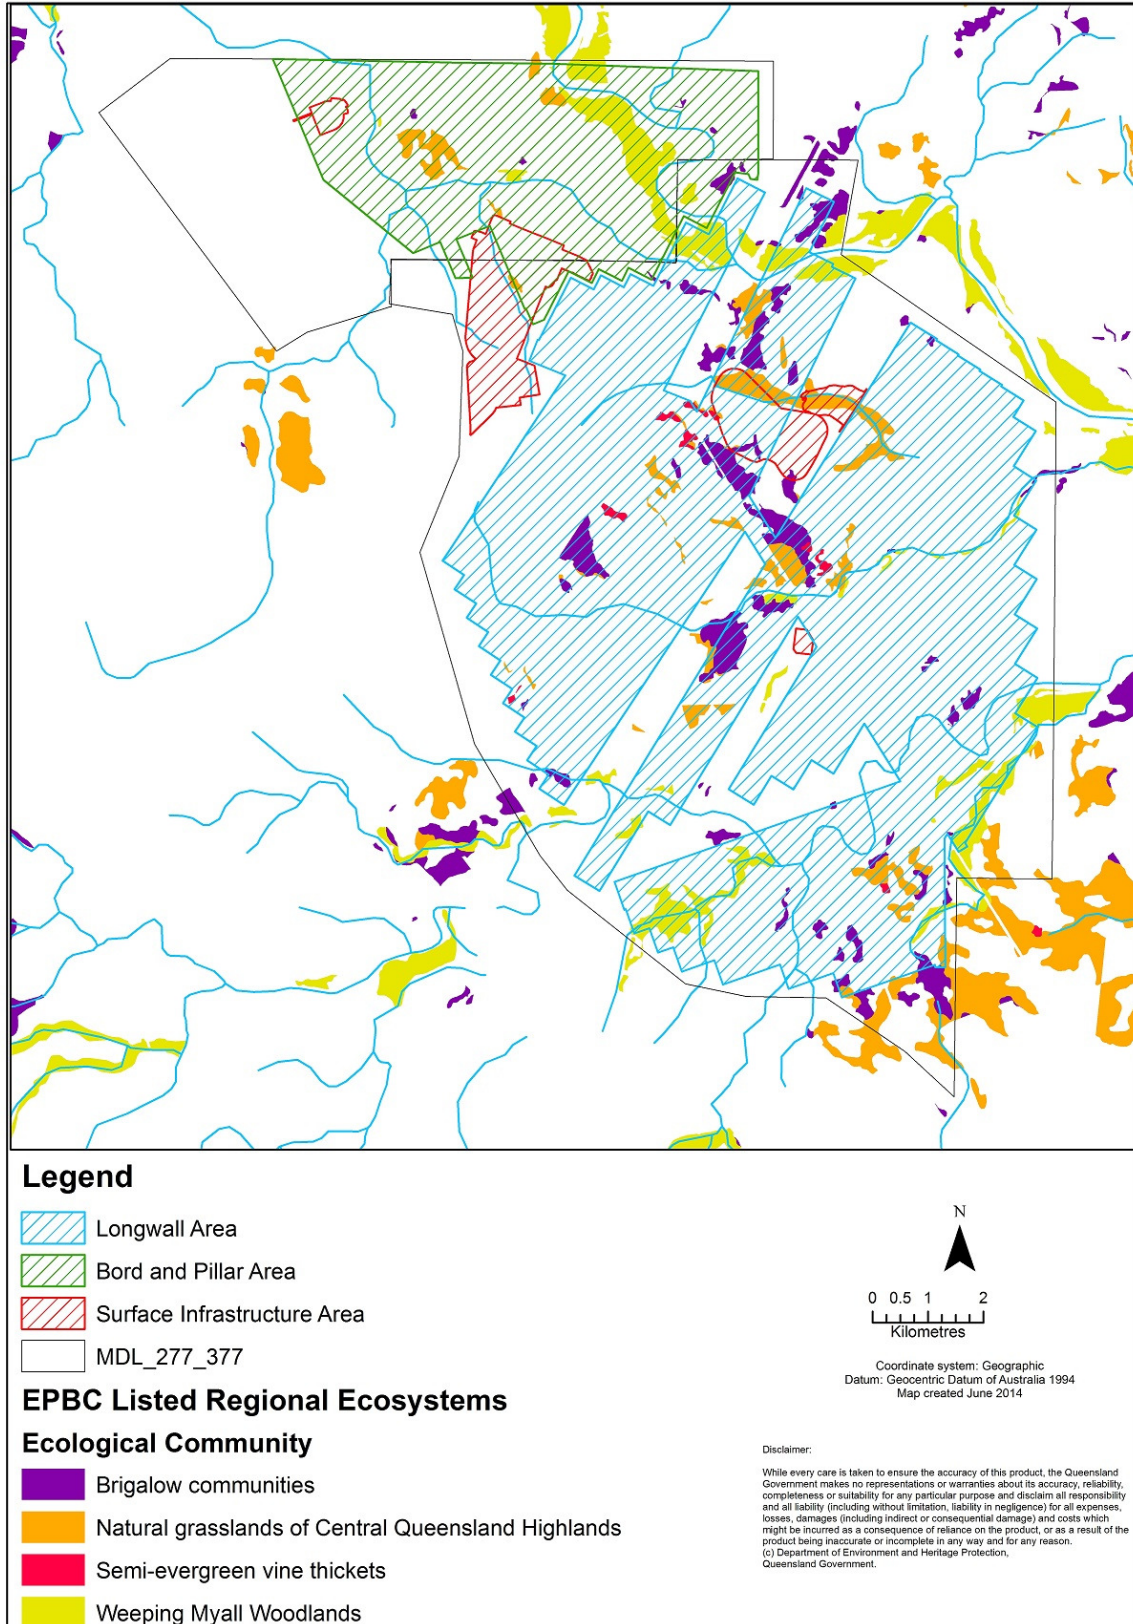 Legend
Longwall Area
Bord and Pillar Area
Surface Infrastructure Area
MDL_277_377
EPBC Listed Regional Ecosystems
Ecological Community
Brigalow communities
Natural grasslands of Central Queensland Highlands
Semi-evergreen vine thickets
Weeping Myall Woodlands
N
0 0.5 1 2
Kilometres
Coordinate system: Geographic
Datum: Geocentric Datum of Australia 1994
Map created June 2014
Disclaimer:
While every care is taken to ensure the accuracy of this product, the Queensland
Government makes no representations or warranties about its accuracy, reliability,
completeness or suitability for any particular purpose and disclaim all responsibility
and all liability (including without limitation, liability in negligence) for all expenses,
losses, damages (including indirect or consequential damage) and costs which
might be incurred as a consequence of reliance on the product, or as a result of the
product being inaccurate or incomplete in any way and for any reason.
(c) Department of Environment and Heritage Protection,
Queensland Government.